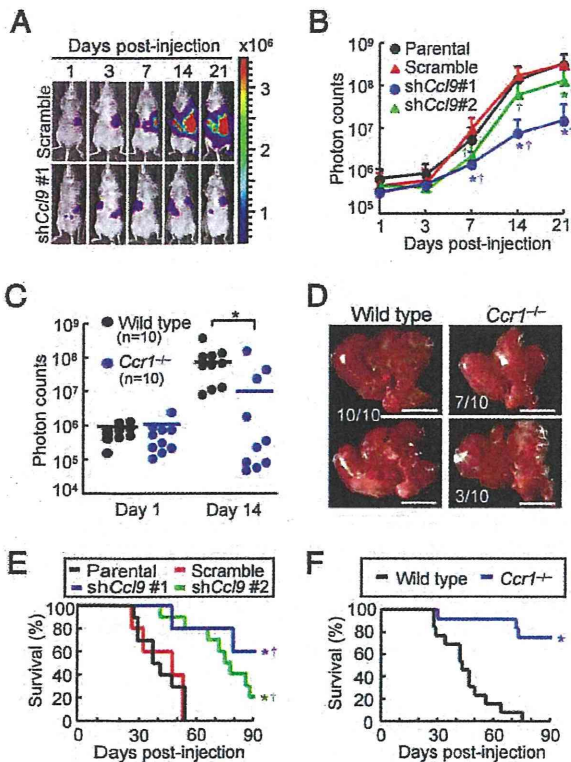 A
Days post-injection
x10⁶
1 3 7 14 21
Scramble
shCcl9 #1
3
2
1
B
Parental
Scramble
shCcl9#1
shCcl9#2
Photon counts
10⁹
10⁸
10⁷
10⁶
10⁵
†
*†
†
*†
*
*†
1 3 7 14 21
Days post-injection
C
Wild type
(n=10)
Ccr1⁻/⁻
(n=10)
*
Photon counts
10⁹
10⁸
10⁷
10⁶
10⁵
10⁴
Day 1 Day 14
D
Wild type Ccr1⁻/⁻
10/10
7/10
3/10
E
Parental Scramble
shCcl9 #1 shCcl9 #2
Survival (%)
100
80
60
40
20
0
*†
*†
0 30 60 90
Days post-injection
F
Wild type Ccr1⁻/⁻
Survival (%)
100
80
60
40
20
0
*
0 30 60 90
Days post-injection